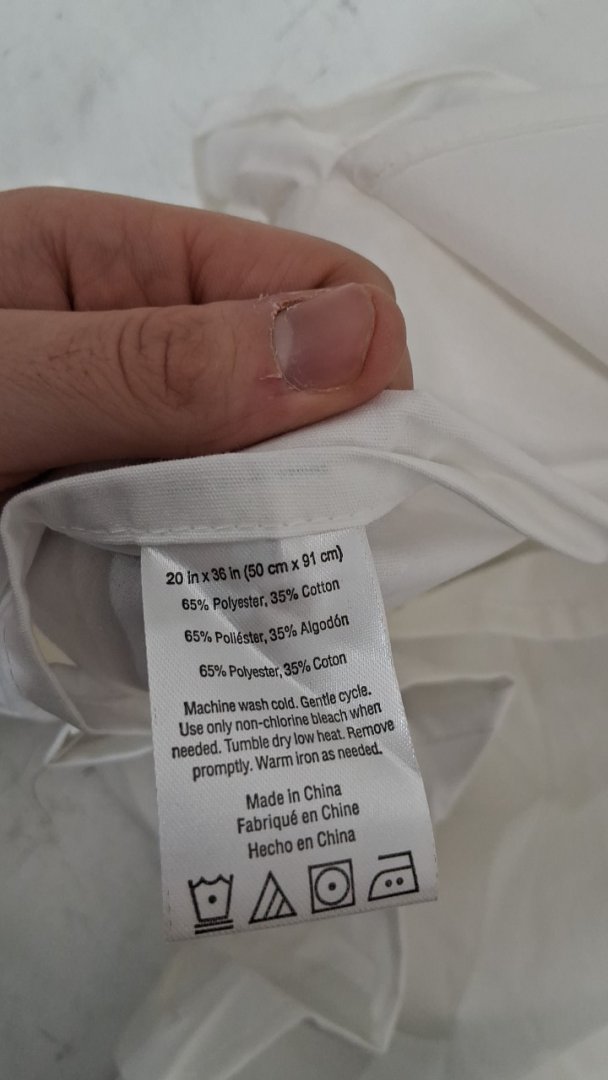 20 in x 36 in (50 cm x 91 cm)
65% Polyester, 35% Cotton
65% Poliéster, 35% Algodón
65% Polyester, 35% Coton
Machine wash cold. Gentle cycle.
Use only non-chlorine bleach when
needed. Tumble dry low heat. Remove
promptly. Warm iron as needed.
Made in China
Fabriqué en Chine
Hecho en China